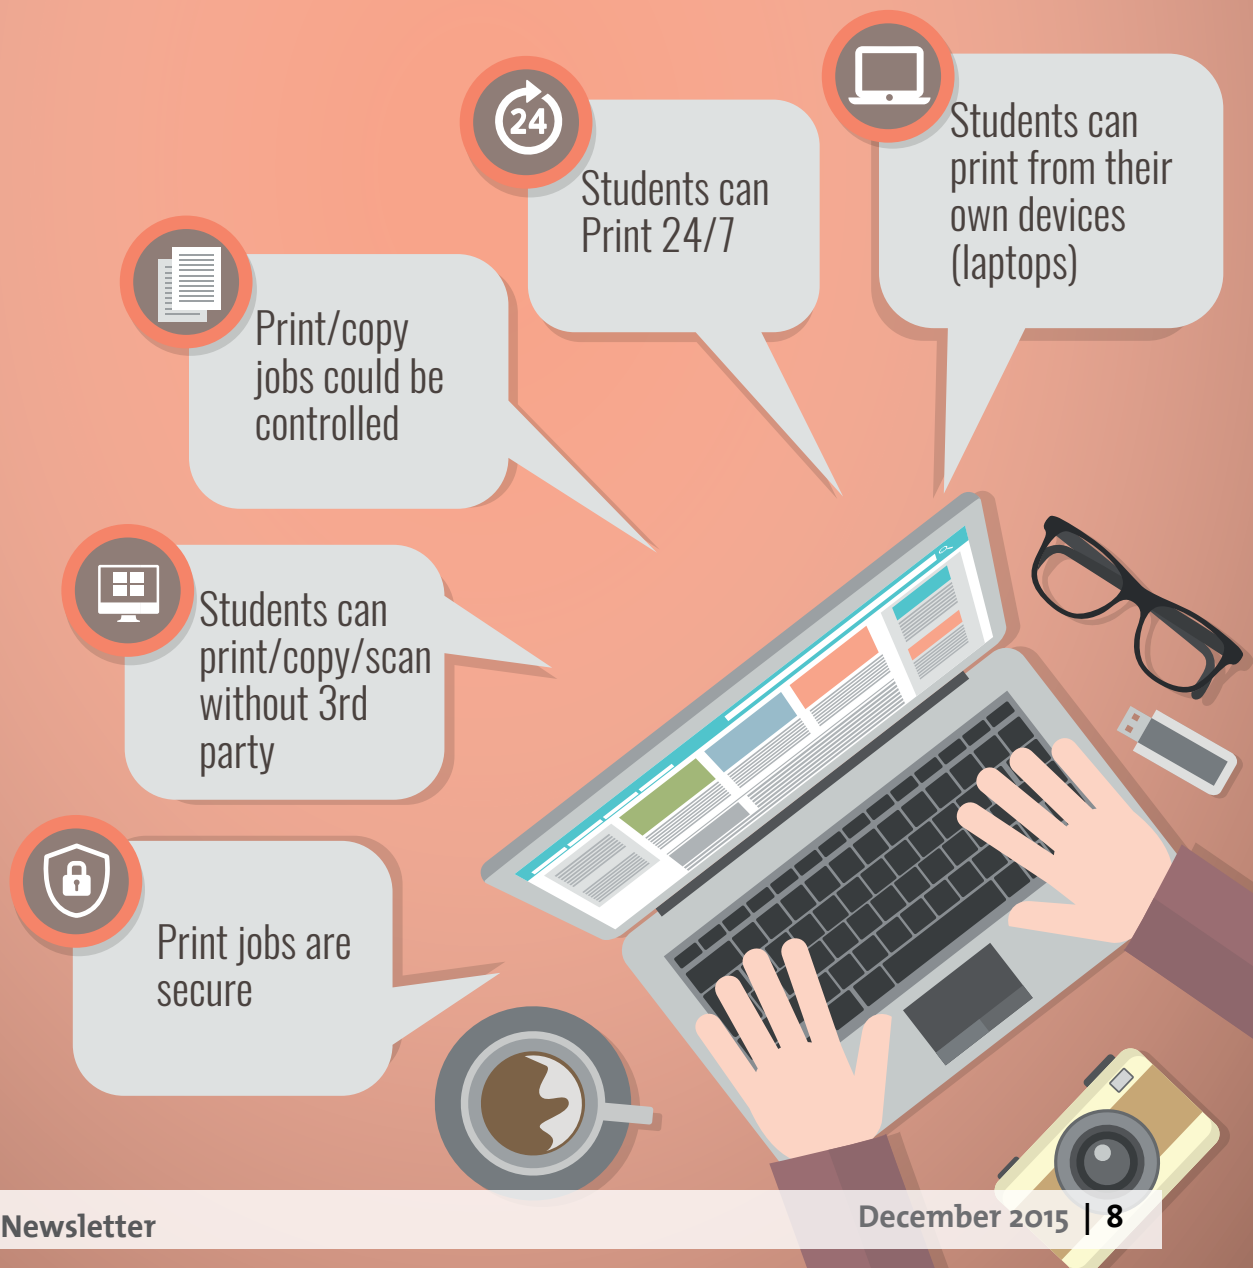 Students can
print from their
own devices
(laptops)
24
Students can
Print 24/7
Print/copy
jobs could be
controlled
Students can
print/copy/scan
without 3rd
party
Print jobs are
secure
Newsletter
December 2015 | 8